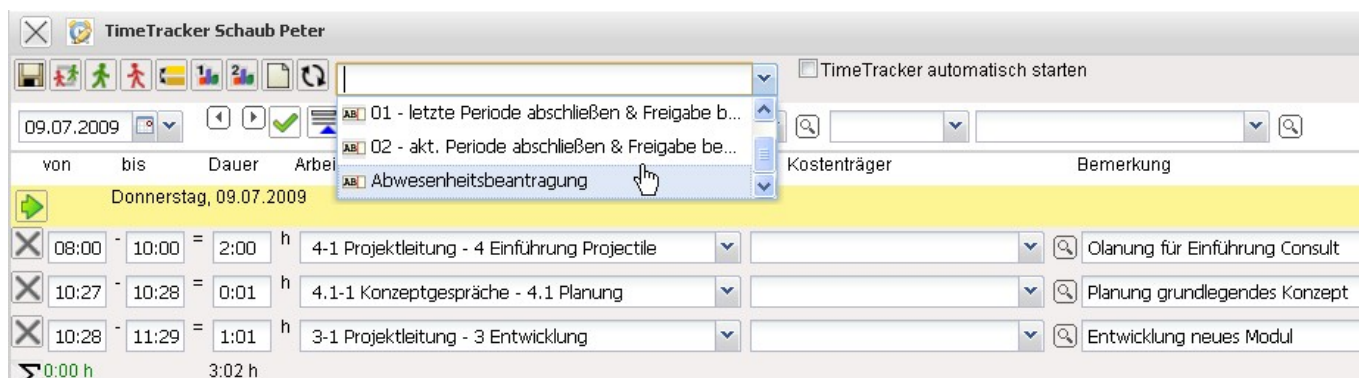 TimeTracker Schaub Peter
TimeTracker automatisch starten
09.07.2009
01 - letzte Periode abschließen & Freigabe b...
02 - akt. Periode abschließen & Freigabe be...
Abwesenheitsbeantragung
von bis Dauer Arbei Kostenträger Bemerkung
Donnerstag, 09.07.2009
08:00 - 10:00 = 2:00 h 4-1 Projektleitung - 4 Einführung Projectile Olanung für Einführung Consult
10:27 - 10:28 = 0:01 h 4.1-1 Konzeptgespräche - 4.1 Planung Planung grundlegendes Konzept
10:28 - 11:29 = 1:01 h 3-1 Projektleitung - 3 Entwicklung Entwicklung neues Modul
Σ 0:00 h 3:02 h